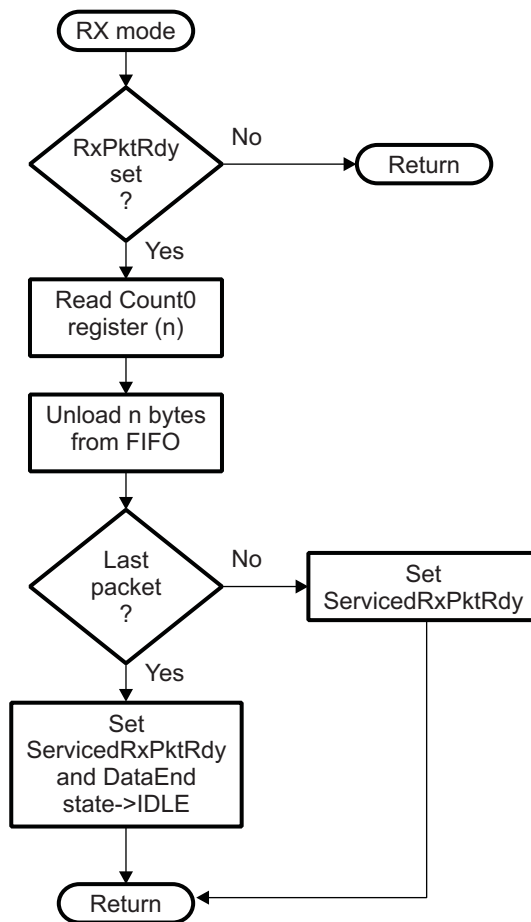 RX mode
RxPktRdy
set
?
No
Return
Yes
Read Count0
register (n)
Unload n bytes
from FIFO
Last
packet
?
No
Set
ServicedRxPktRdy
Yes
Set
ServicedRxPktRdy
and DataEnd
state->IDLE
Return